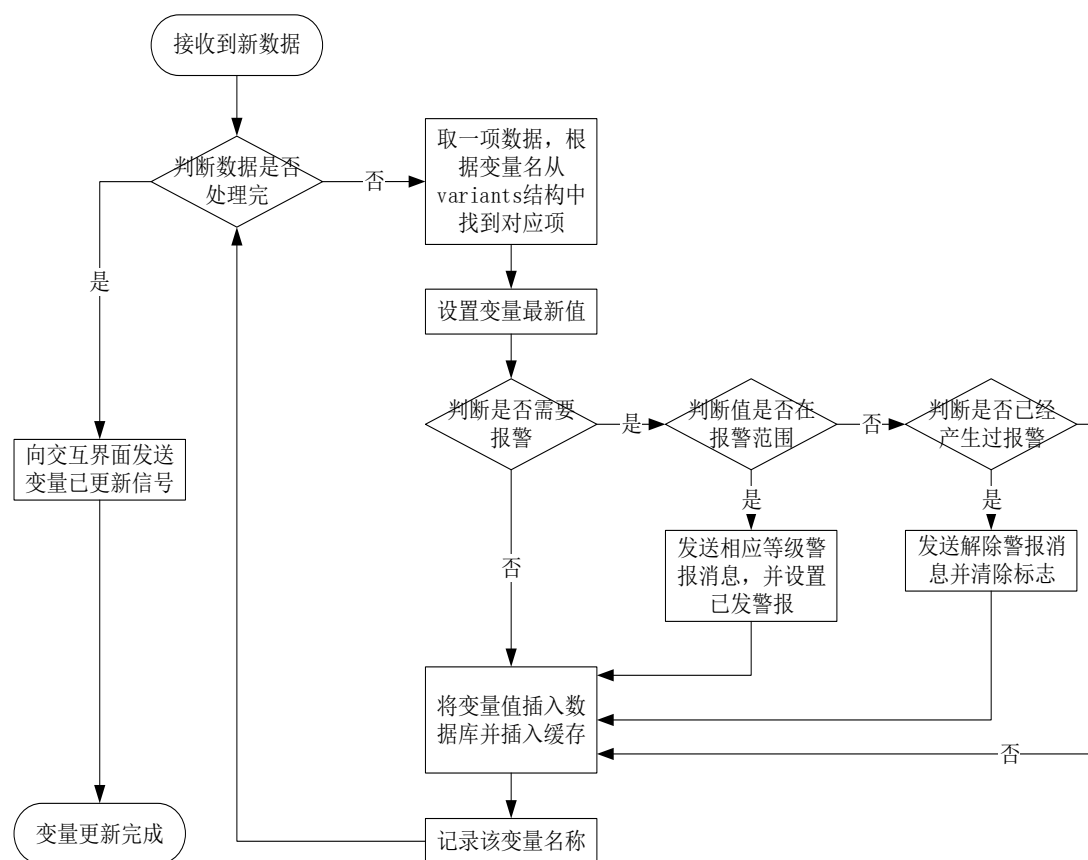 接收到新数据
判断数据是否
处理完
否
取一项数据，根
据变量名从
variants结构中
找到对应项
是
设置变量最新值
判断是否需要
报警
是
判断值是否在
报警范围
否
判断是否已经
产生过报警
向交互界面发送
变量已更新信号
是
是
否
发送相应等级警
报消息，并设置
已发警报
发送解除警报消
息并清除标志
将变量值插入数
据库并插入缓存
否
变量更新完成
记录该变量名称